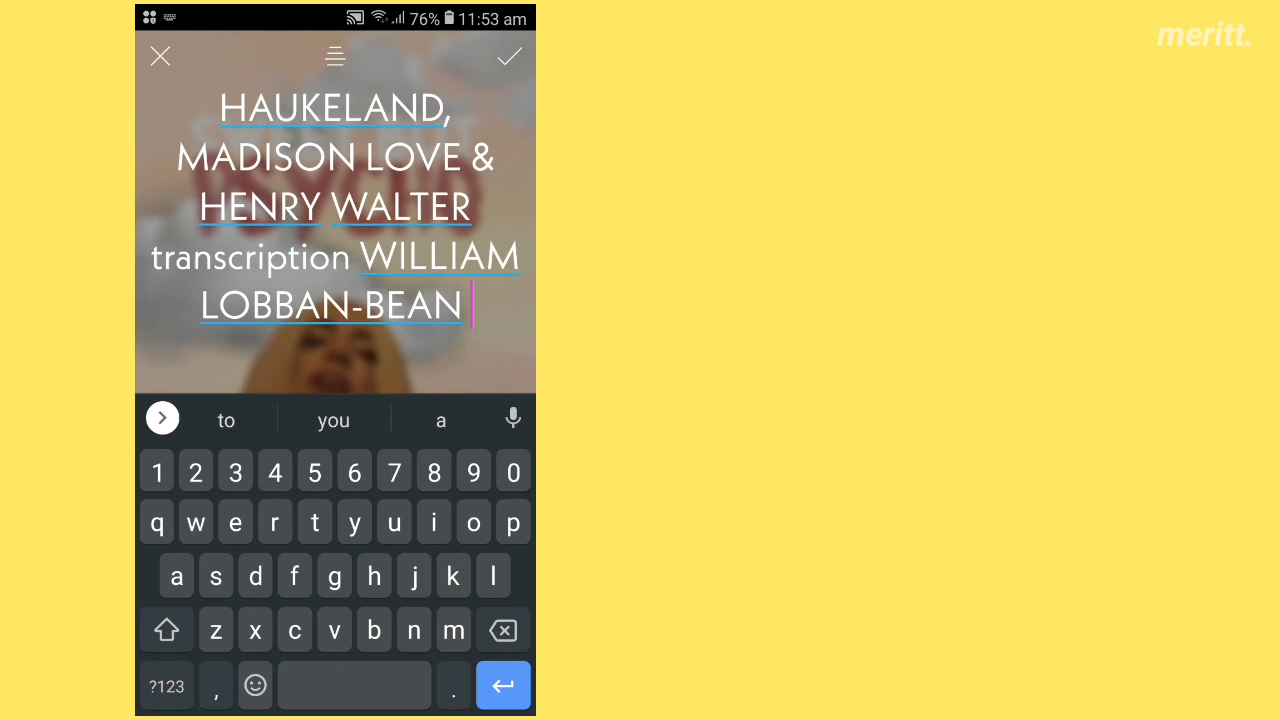 meritt.
76% 11:53 am
HAUKELAND,
MADISON LOVE &
HENRY WALTER
transcription WILLIAM
LOBBAN-BEAN
to you a
1 2 3 4 5 6 7 8 9 0
q w e r t y u i o p
a s d f g h j k l
z x c v b n m
?123 , .